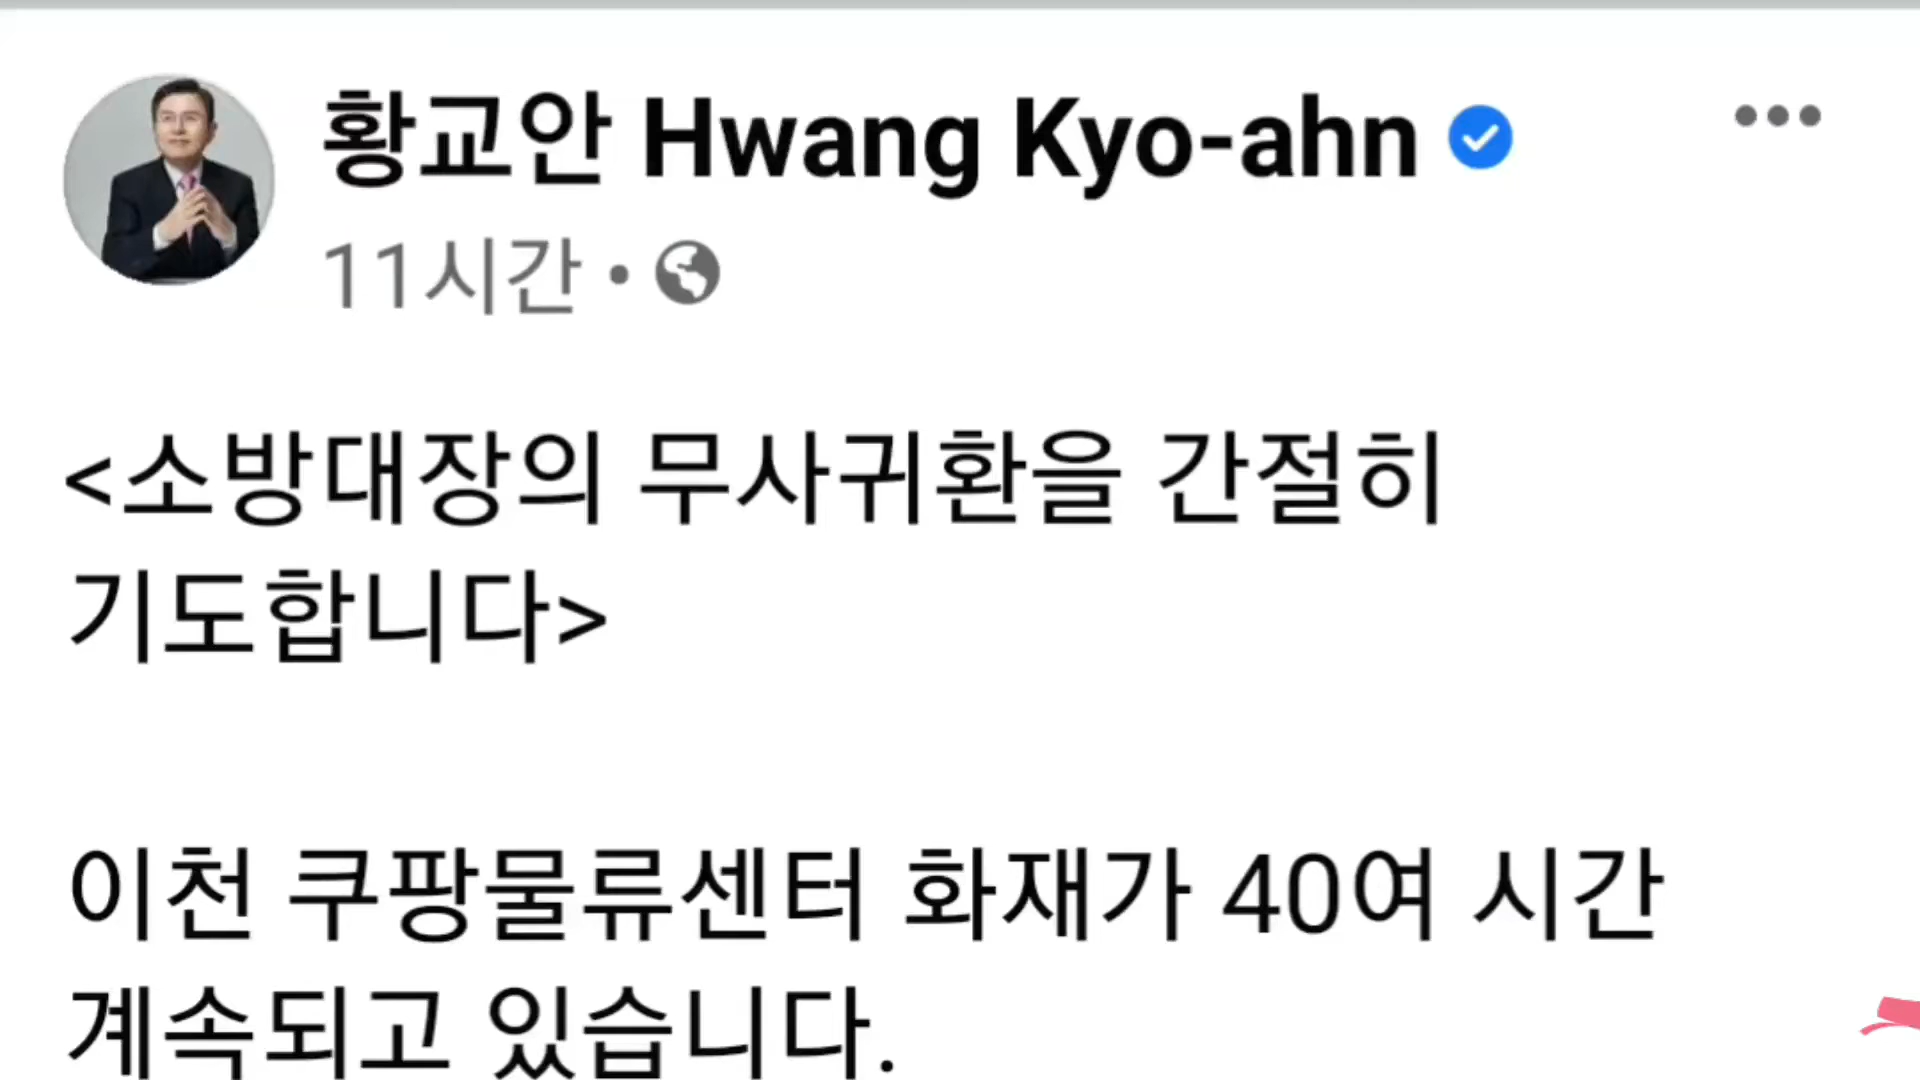 황교안 Hwang Kyo-ahn
11시간 •
<소방대장의 무사귀환을 간절히
기도합니다>
이천 쿠팡물류센터 화재가 40여 시간
계속되고 있습니다.